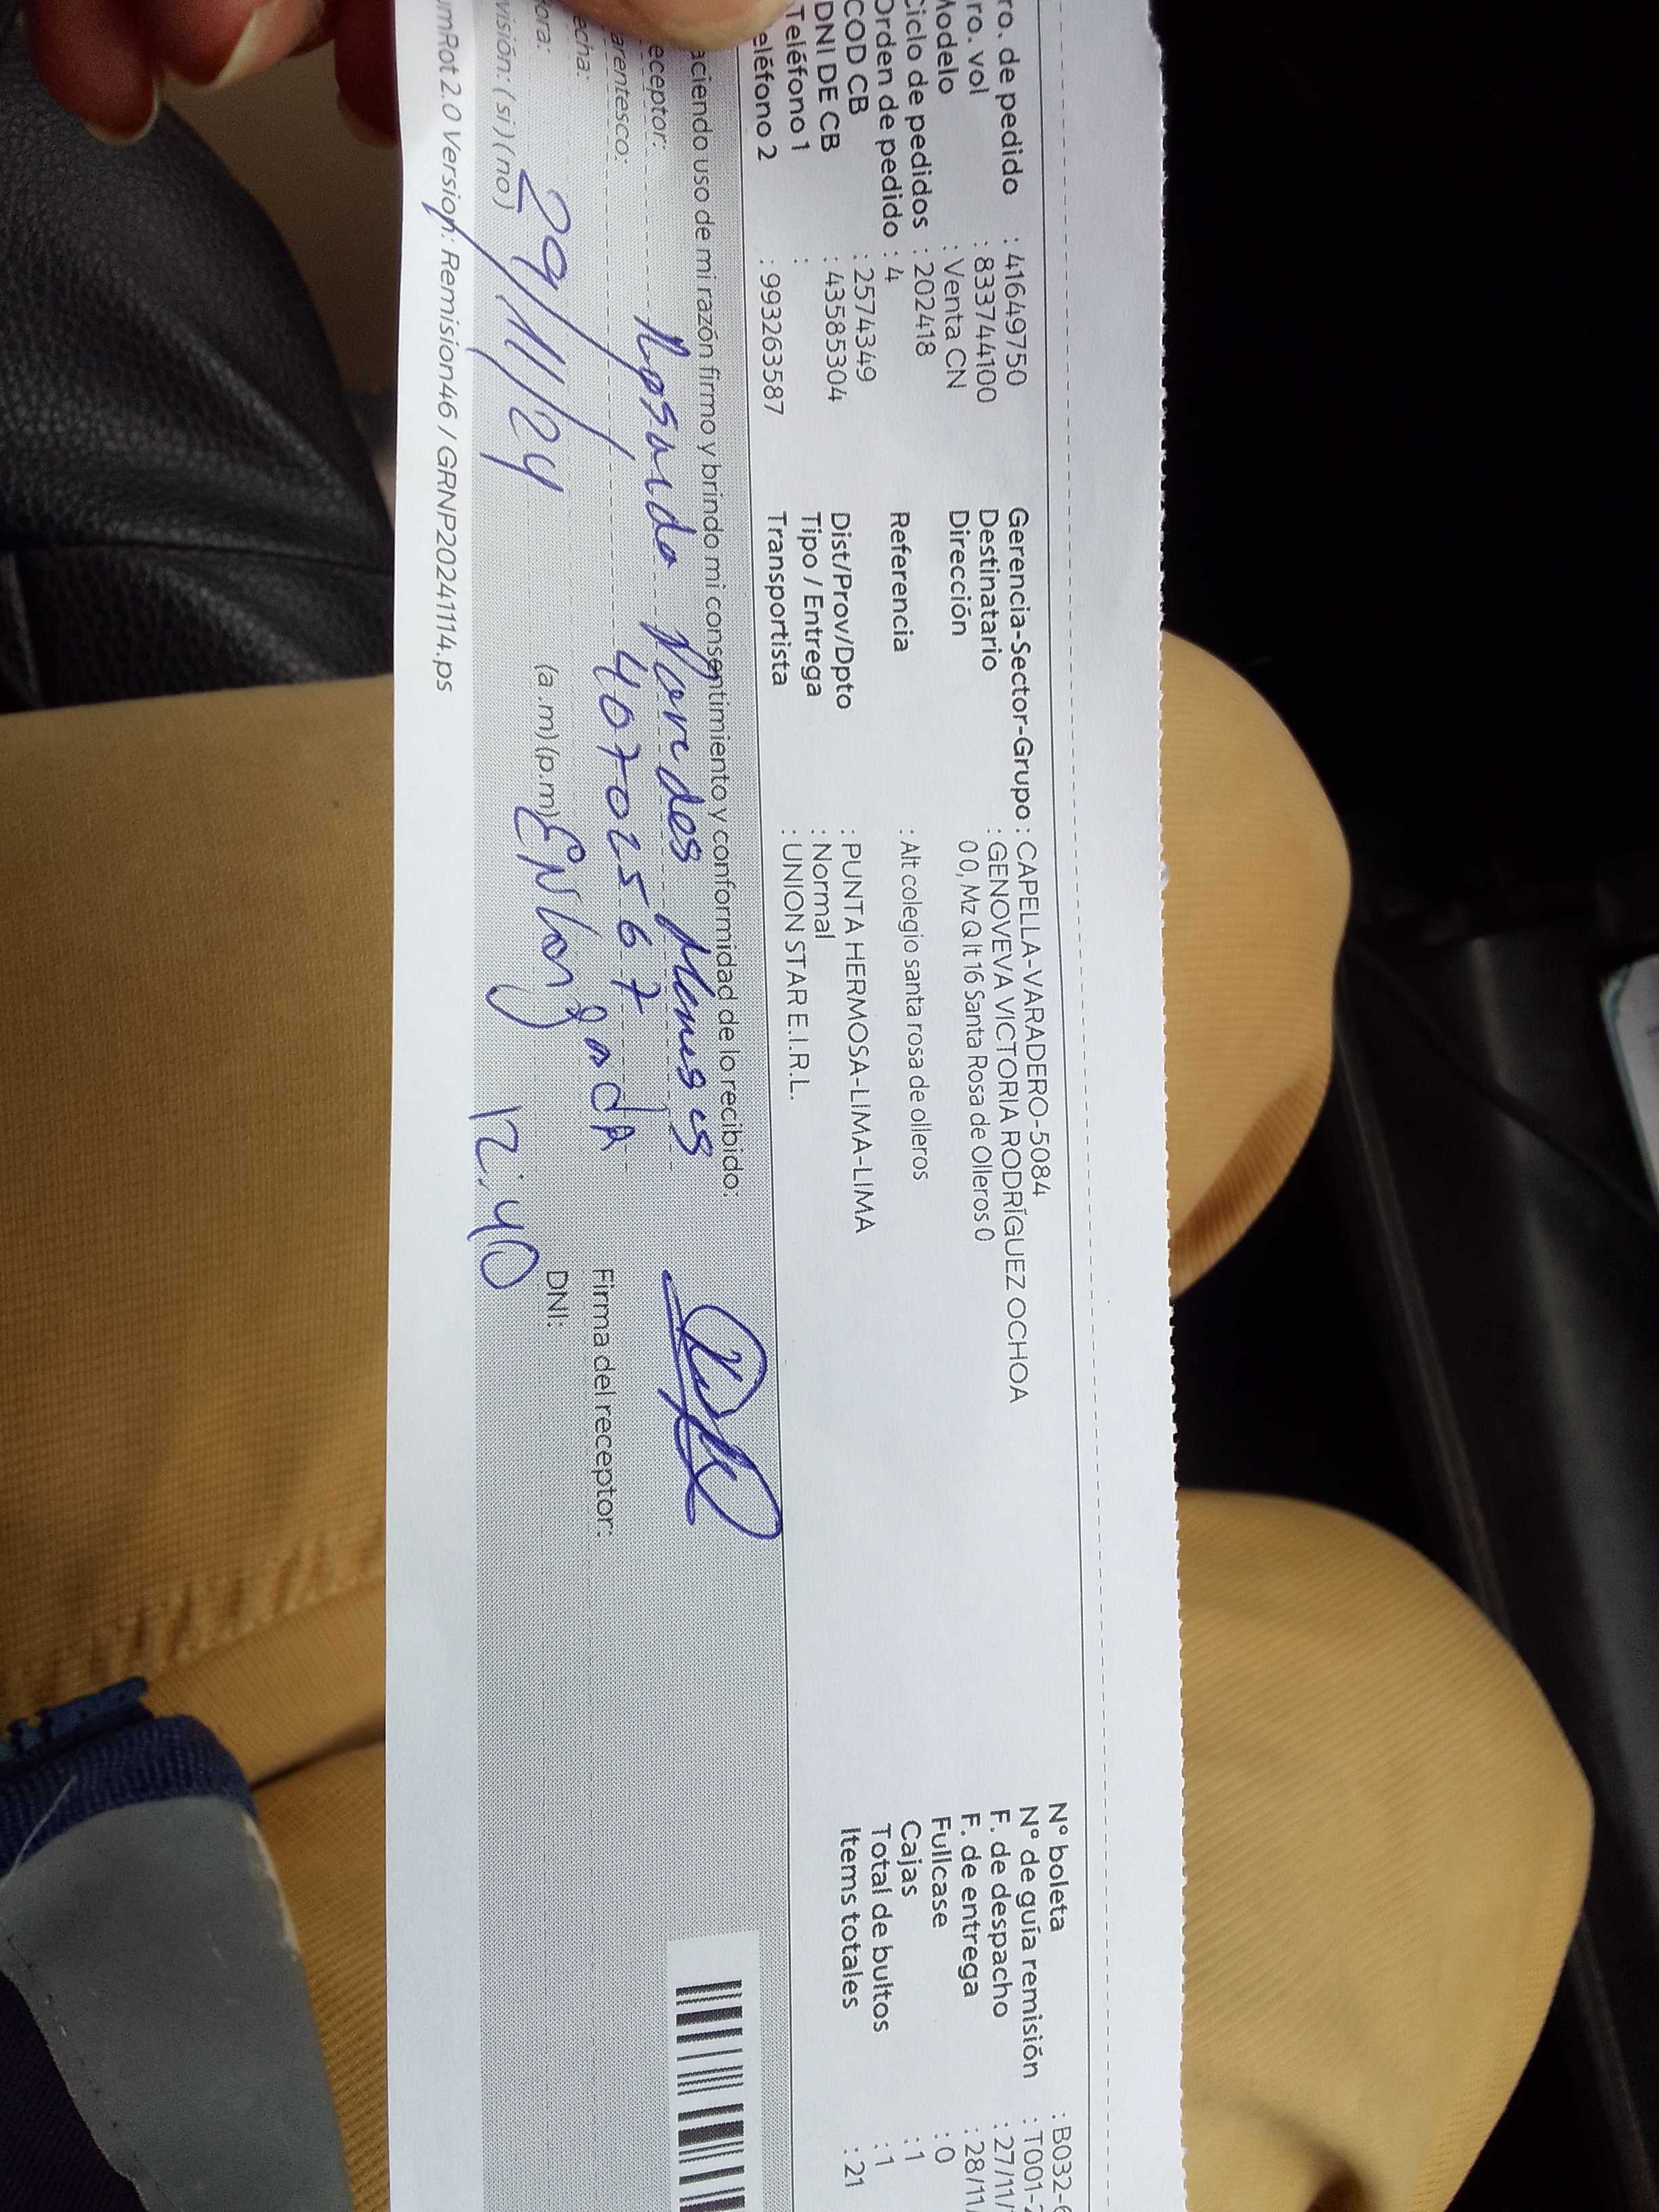 ro. de pedido : 41649750
ro. vol : 833744100
Modelo : Venta CN
Ciclo de pedidos : 202418
Orden de pedido : 4
COD CB : 2574349
DNI DE CB : 43585304
Teléfono 1 :
eléfono 2 : 993263587
Gerencia-Sector-Grupo : CAPELLA-VARADERO-5084
Destinatario : GENOVEVA VICTORIA RODRÍGUEZ OCHOA
Dirección 0 0, Mz Q lt 16 Santa Rosa de Olleros 0
Referencia : Alt colegio santa rosa de olleros
Dist/Prov/Dpto : PUNTA HERMOSA-LIMA-LIMA
Tipo / Entrega : Normal
Transportista : UNION STAR E.I.R.L.
N° boleta : B032-
N° de guía remisión : T001-
F. de despacho : 27/11/
F. de entrega : 28/11/
Fullcase : 0
Cajas : 1
Total de bultos : 1
Items totales : 21
aciendo uso de mi razón firmo y brindo mi consentimiento y conformidad de lo recibido:
eceptor:
arentesco: 40702567
echa: 29/11/24
ora: (a.m)(p.m)
visión: ( si ) ( no ) 12:40
Firma del receptor:
DNI:
mRot 2.0 Version: Remision46 / GRNP20241114.ps